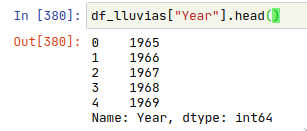 In [380]: df_lluvias["Year"].head()
Out[380]: 0    1965
1    1966
2    1967
3    1968
4    1969
Name: Year, dtype: int64